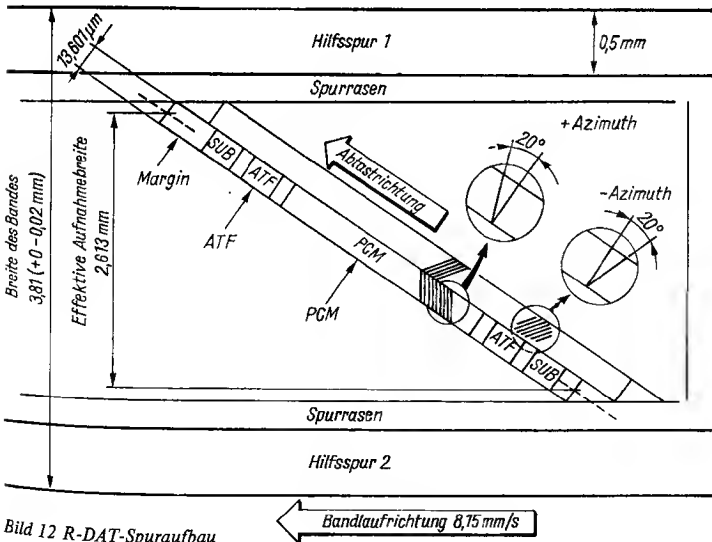 Hilfsspur 1
0,5 mm
13,601 µm
Spurrasen
+Azimuth
20°
Abtastrichtung
SUB
ATF
Margin
-Azimuth
20°
ATF
PCM
PCM
Breite des Bandes
3,81 (+0 -0,02 mm)
Effektive Aufnahmebreite
2,613 mm
ATF
SUB
Spurrasen
Hilfsspur 2
Bandlaufrichtung 8,15 mm/s
Bild 12 R-DAT-Spuraufbau